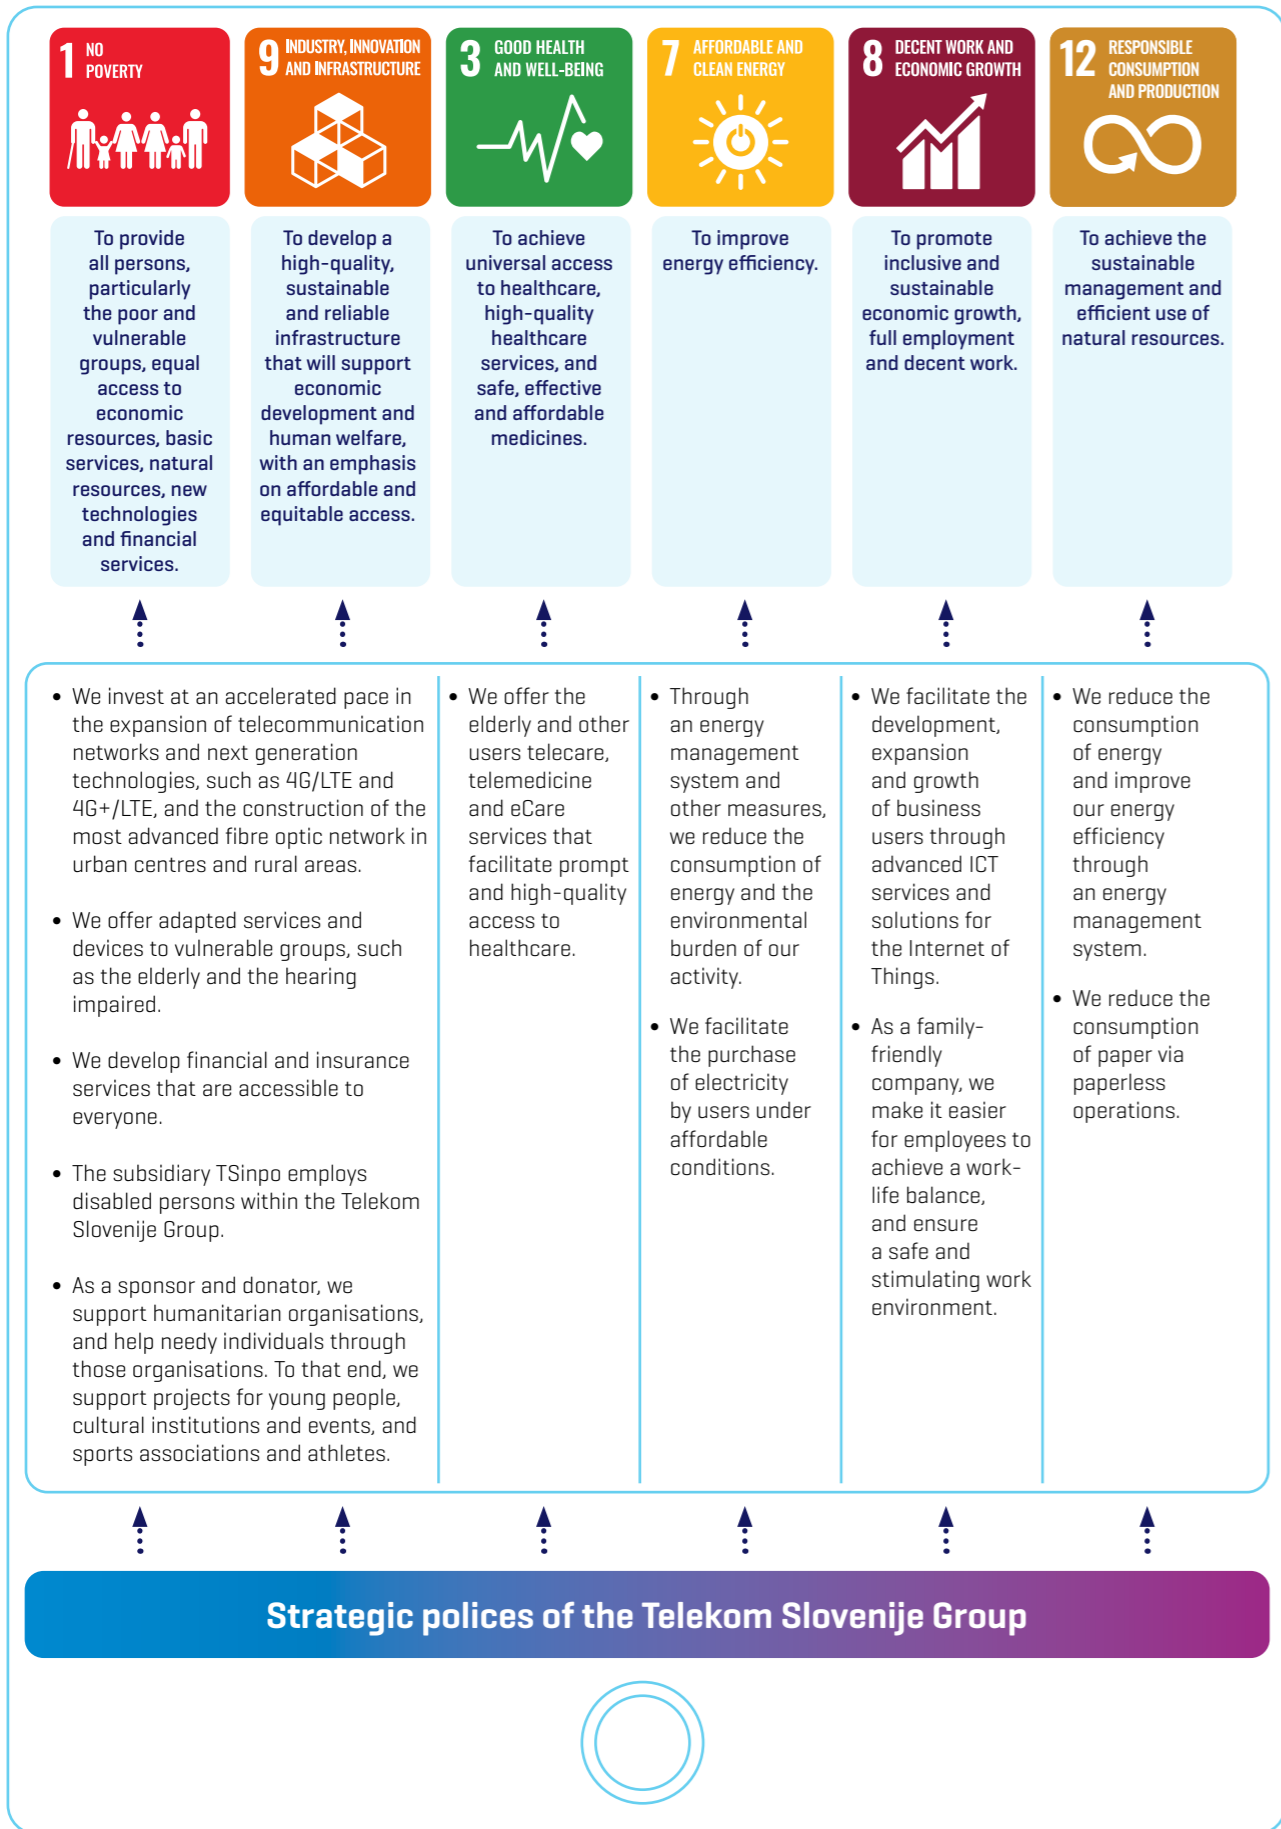 1 NO
POVERTY
9 INDUSTRY, INNOVATION
AND INFRASTRUCTURE
3 GOOD HEALTH
AND WELL-BEING
7 AFFORDABLE AND
CLEAN ENERGY
8 DECENT WORK AND
ECONOMIC GROWTH
12 RESPONSIBLE
CONSUMPTION
AND PRODUCTION
To provide
all persons,
particularly
the poor and
vulnerable
groups, equal
access to
economic
resources, basic
services, natural
resources, new
technologies
and financial
services.
To develop a
high-quality,
sustainable
and reliable
infrastructure
that will support
economic
development and
human welfare,
with an emphasis
on affordable and
equitable access.
To achieve
universal access
to healthcare,
high-quality
healthcare
services, and
safe, effective
and affordable
medicines.
To improve
energy efficiency.
To promote
inclusive and
sustainable
economic growth,
full employment
and decent work.
To achieve the
sustainable
management and
efficient use of
natural resources.
• We invest at an accelerated pace in
the expansion of telecommunication
networks and next generation
technologies, such as 4G/LTE and
4G+/LTE, and the construction of the
most advanced fibre optic network in
urban centres and rural areas.
• We offer adapted services and
devices to vulnerable groups, such
as the elderly and the hearing
impaired.
• We develop financial and insurance
services that are accessible to
everyone.
• The subsidiary TSinpo employs
disabled persons within the Telekom
Slovenije Group.
• As a sponsor and donator, we
support humanitarian organisations,
and help needy individuals through
those organisations. To that end, we
support projects for young people,
cultural institutions and events, and
sports associations and athletes.
• We offer the
elderly and other
users telecare,
telemedicine
and eCare
services that
facilitate prompt
and high-quality
access to
healthcare.
• Through
an energy
management
system and
other measures,
we reduce the
consumption of
energy and the
environmental
burden of our
activity.
• We facilitate
the purchase
of electricity
by users under
affordable
conditions.
• We facilitate the
development,
expansion
and growth
of business
users through
advanced ICT
services and
solutions for
the Internet of
Things.
• As a family-
friendly
company, we
make it easier
for employees to
achieve a work-
life balance,
and ensure
a safe and
stimulating work
environment.
• We reduce the
consumption
of energy
and improve
our energy
efficiency
through
an energy
management
system.
• We reduce the
consumption
of paper via
paperless
operations.
Strategic polices of the Telekom Slovenije Group